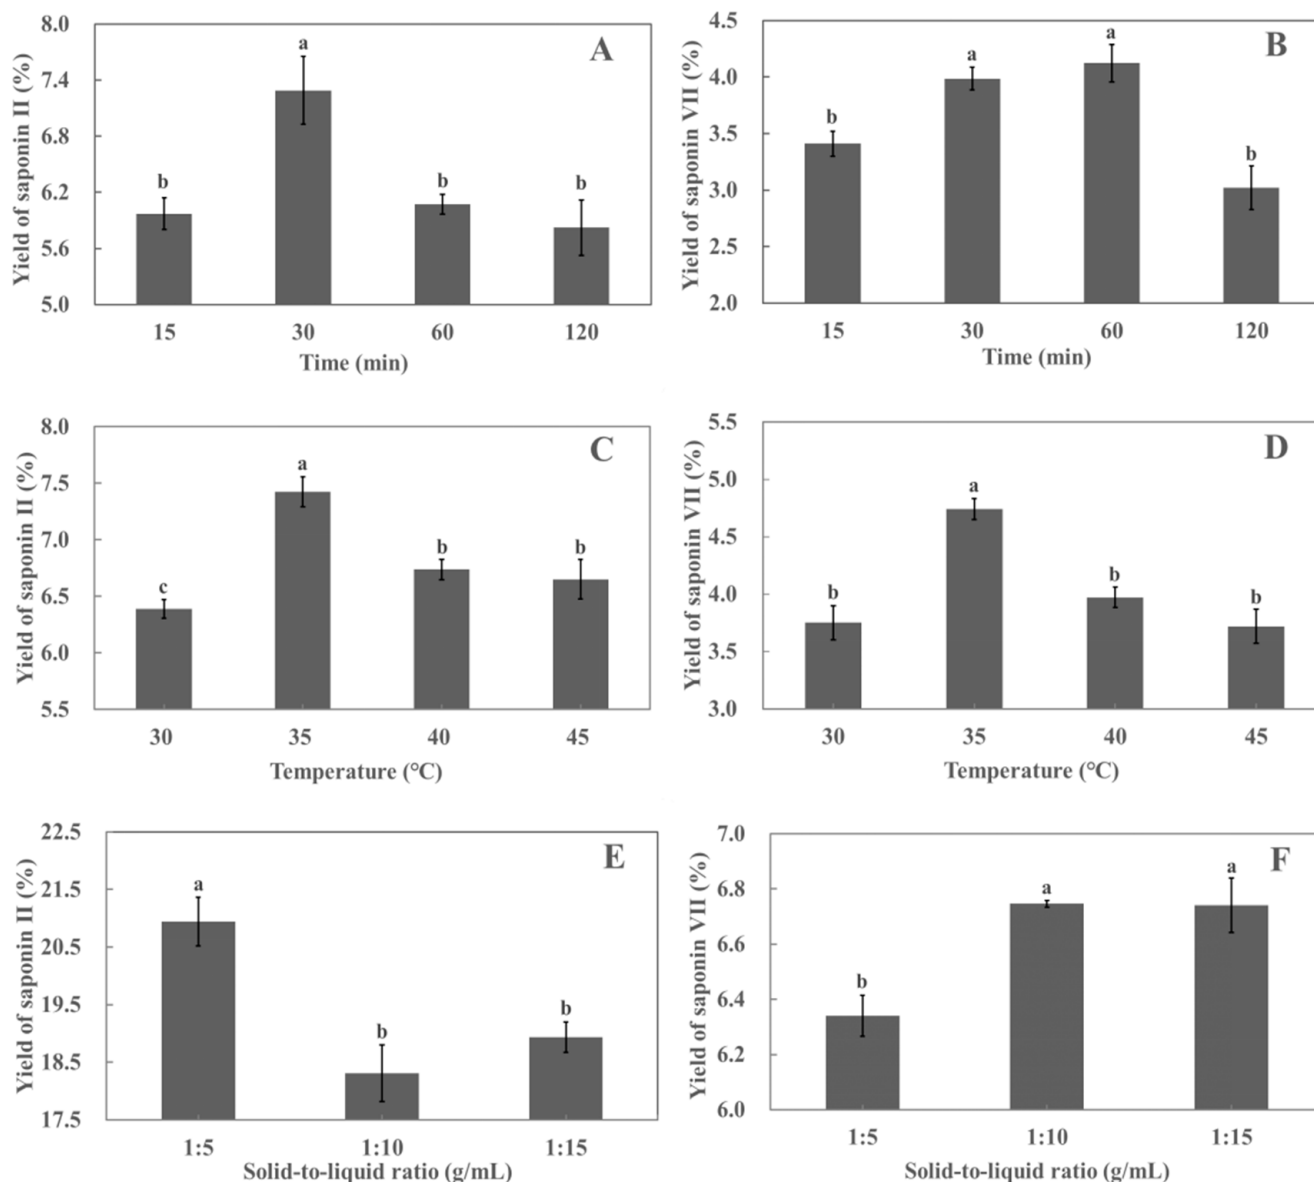 A
Yield of saponin II (%)
8.0
7.4
6.8
6.2
5.6
5.0
b
a
b
b
15 30 60 120
Time (min)
B
Yield of saponin VII (%)
4.5
4.0
3.5
3.0
2.5
2.0
b
a
a
b
15 30 60 120
Time (min)
C
Yield of saponin II (%)
8.0
7.5
7.0
6.5
6.0
5.5
c
a
b
b
30 35 40 45
Temperature (°C)
D
Yield of saponin VII (%)
5.5
5.0
4.5
4.0
3.5
3.0
b
a
b
b
30 35 40 45
Temperature (°C)
E
Yield of saponin II (%)
22.5
21.5
20.5
19.5
18.5
17.5
a
b
b
1:5 1:10 1:15
Solid-to-liquid ratio (g/mL)
F
Yield of saponin VII (%)
7.0
6.8
6.6
6.4
6.2
6.0
b
a
a
1:5 1:10 1:15
Solid-to-liquid ratio (g/mL)